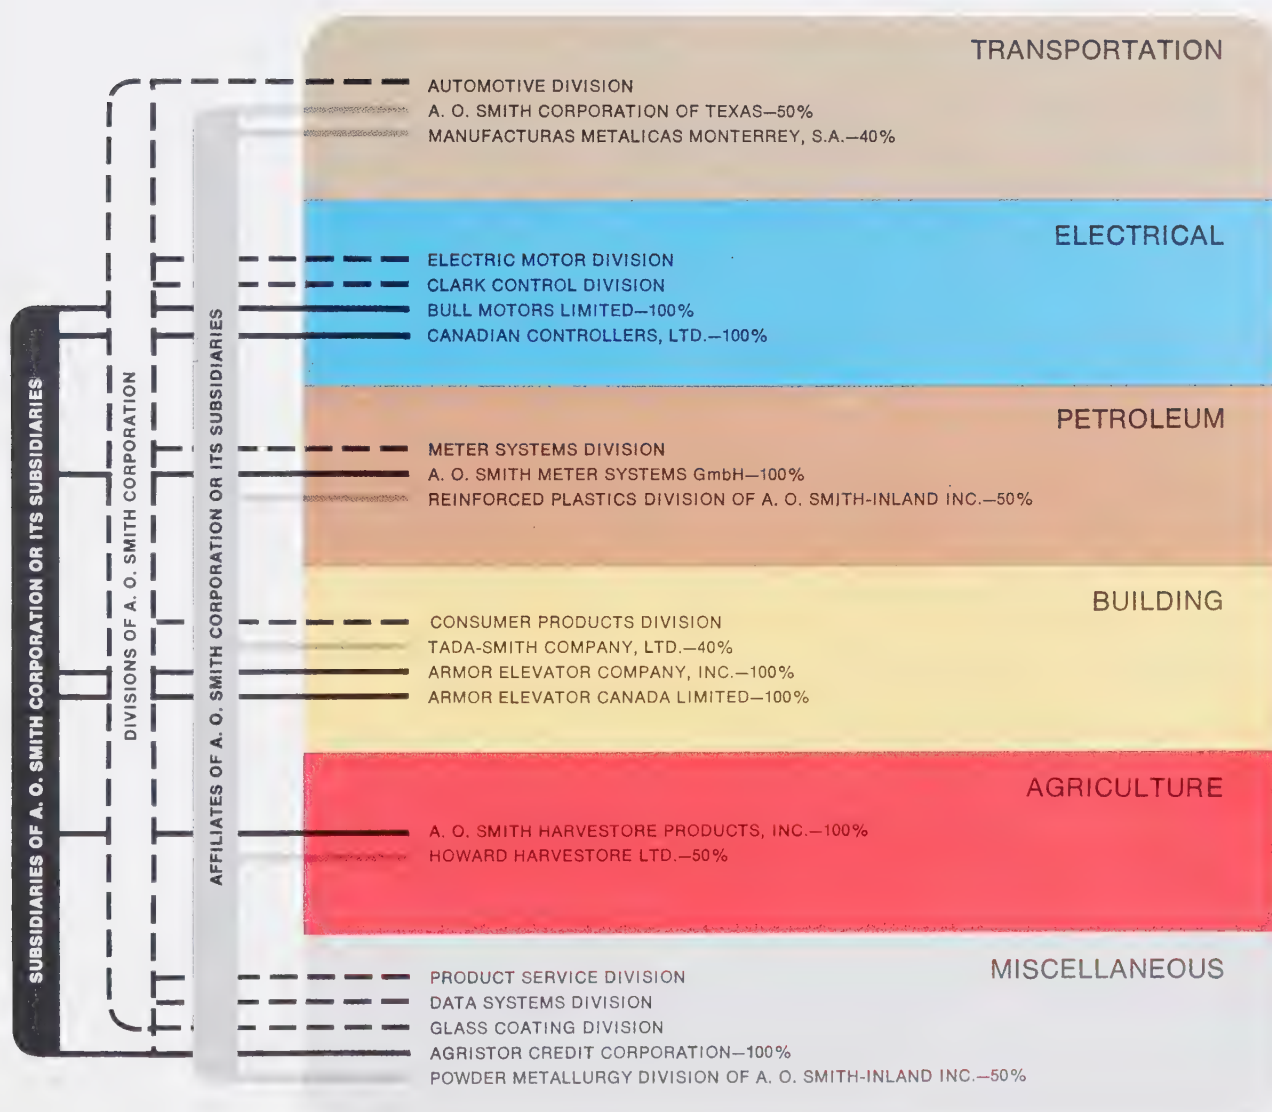 SUBSIDIARIES OF A. O. SMITH CORPORATION OR ITS SUBSIDIARIES
DIVISIONS OF A. O. SMITH CORPORATION
AFFILIATES OF A. O. SMITH CORPORATION OR ITS SUBSIDIARIES
TRANSPORTATION
AUTOMOTIVE DIVISION
A. O. SMITH CORPORATION OF TEXAS—50%
MANUFACTURAS METALICAS MONTERREY, S.A.—40%
ELECTRICAL
ELECTRIC MOTOR DIVISION
CLARK CONTROL DIVISION
BULL MOTORS LIMITED—100%
CANADIAN CONTROLLERS, LTD.—100%
PETROLEUM
METER SYSTEMS DIVISION
A. O. SMITH METER SYSTEMS GmbH—100%
REINFORCED PLASTICS DIVISION OF A. O. SMITH-INLAND INC.—50%
BUILDING
CONSUMER PRODUCTS DIVISION
TADA-SMITH COMPANY, LTD.—40%
ARMOR ELEVATOR COMPANY, INC.—100%
ARMOR ELEVATOR CANADA LIMITED—100%
AGRICULTURE
A. O. SMITH HARVESTORE PRODUCTS, INC.—100%
HOWARD HARVESTORE LTD.—50%
MISCELLANEOUS
PRODUCT SERVICE DIVISION
DATA SYSTEMS DIVISION
GLASS COATING DIVISION
AGRISTOR CREDIT CORPORATION—100%
POWDER METALLURGY DIVISION OF A. O. SMITH-INLAND INC.—50%